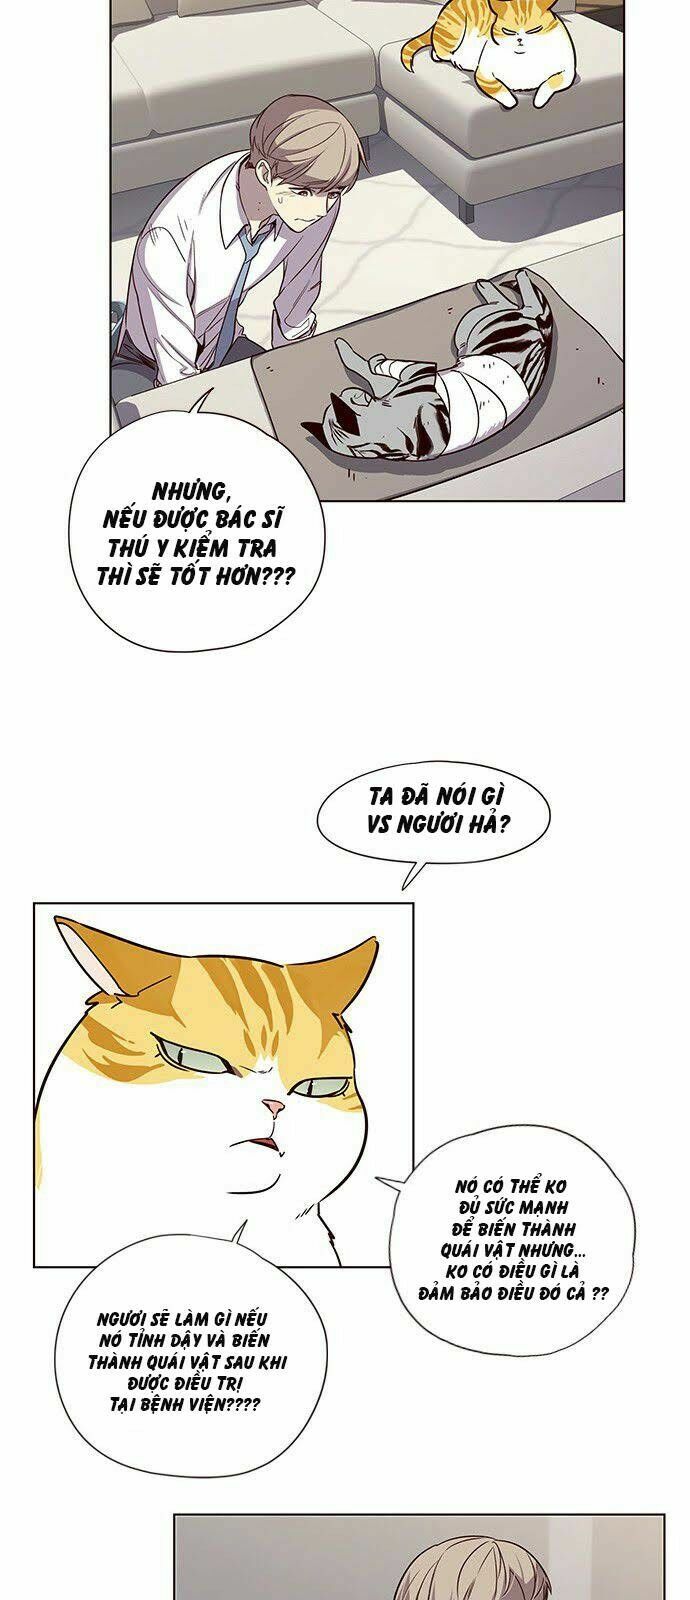 NHƯNG,
NẾU ĐƯỢC BÁC SĨ
THÚ Y KIỂM TRA
THÌ SẼ TỐT HƠN???
TA ĐÃ NÓI GÌ
VS NGƯƠI HẢ?
NÓ CÓ THỂ KO
ĐỦ SỨC MẠNH
ĐỂ BIẾN THÀNH
QUÁI VẬT NHƯNG...
KO CÓ ĐIỀU GÌ LÀ
ĐẢM BẢO ĐIỀU ĐÓ CẢ ??
NGƯƠI SẼ LÀM GÌ NẾU
NÓ TỈNH DẬY VÀ BIẾN
THÀNH QUÁI VẬT SAU KHI
ĐƯỢC ĐIỀU TRỊ
TẠI BỆNH VIỆN????